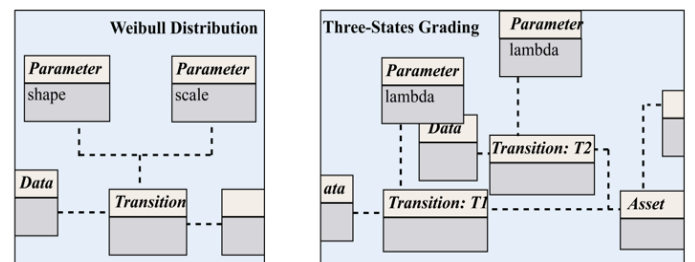 Weibull Distribution
Parameter
shape
Parameter
scale
Data
Transition
Three-States Grading
Parameter
lambda
Parameter
lambda
Data
Transition: T2
ata
Transition: T1
Asset